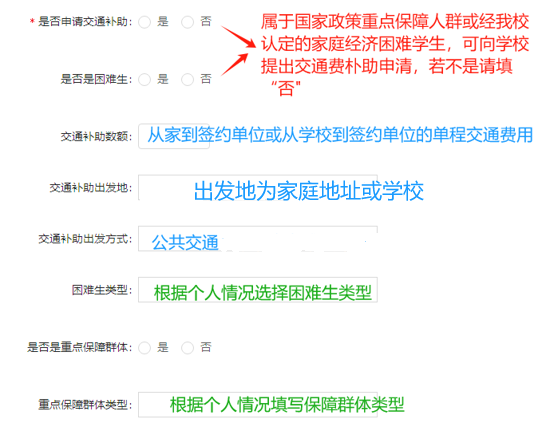 * 是否申请交通补助: 是 否
属于国家政策重点保障人群或经我校
认定的家庭经济困难学生，可向学校
提出交通费朴助申清，若不是请填
“否"
是否是困难生: 是 否
交通补助数额: 从家到签约单位或从学校到签约单位的单程交通费用
交通补助出发地: 出发地为家庭地址或学校
交通补助出发方式: 公共交通
困难生类型: 根据个人情况选择困难生类型
是否是重点保障群体: 是 否
重点保障群体类型: 根据个人情况填写保障群体类型